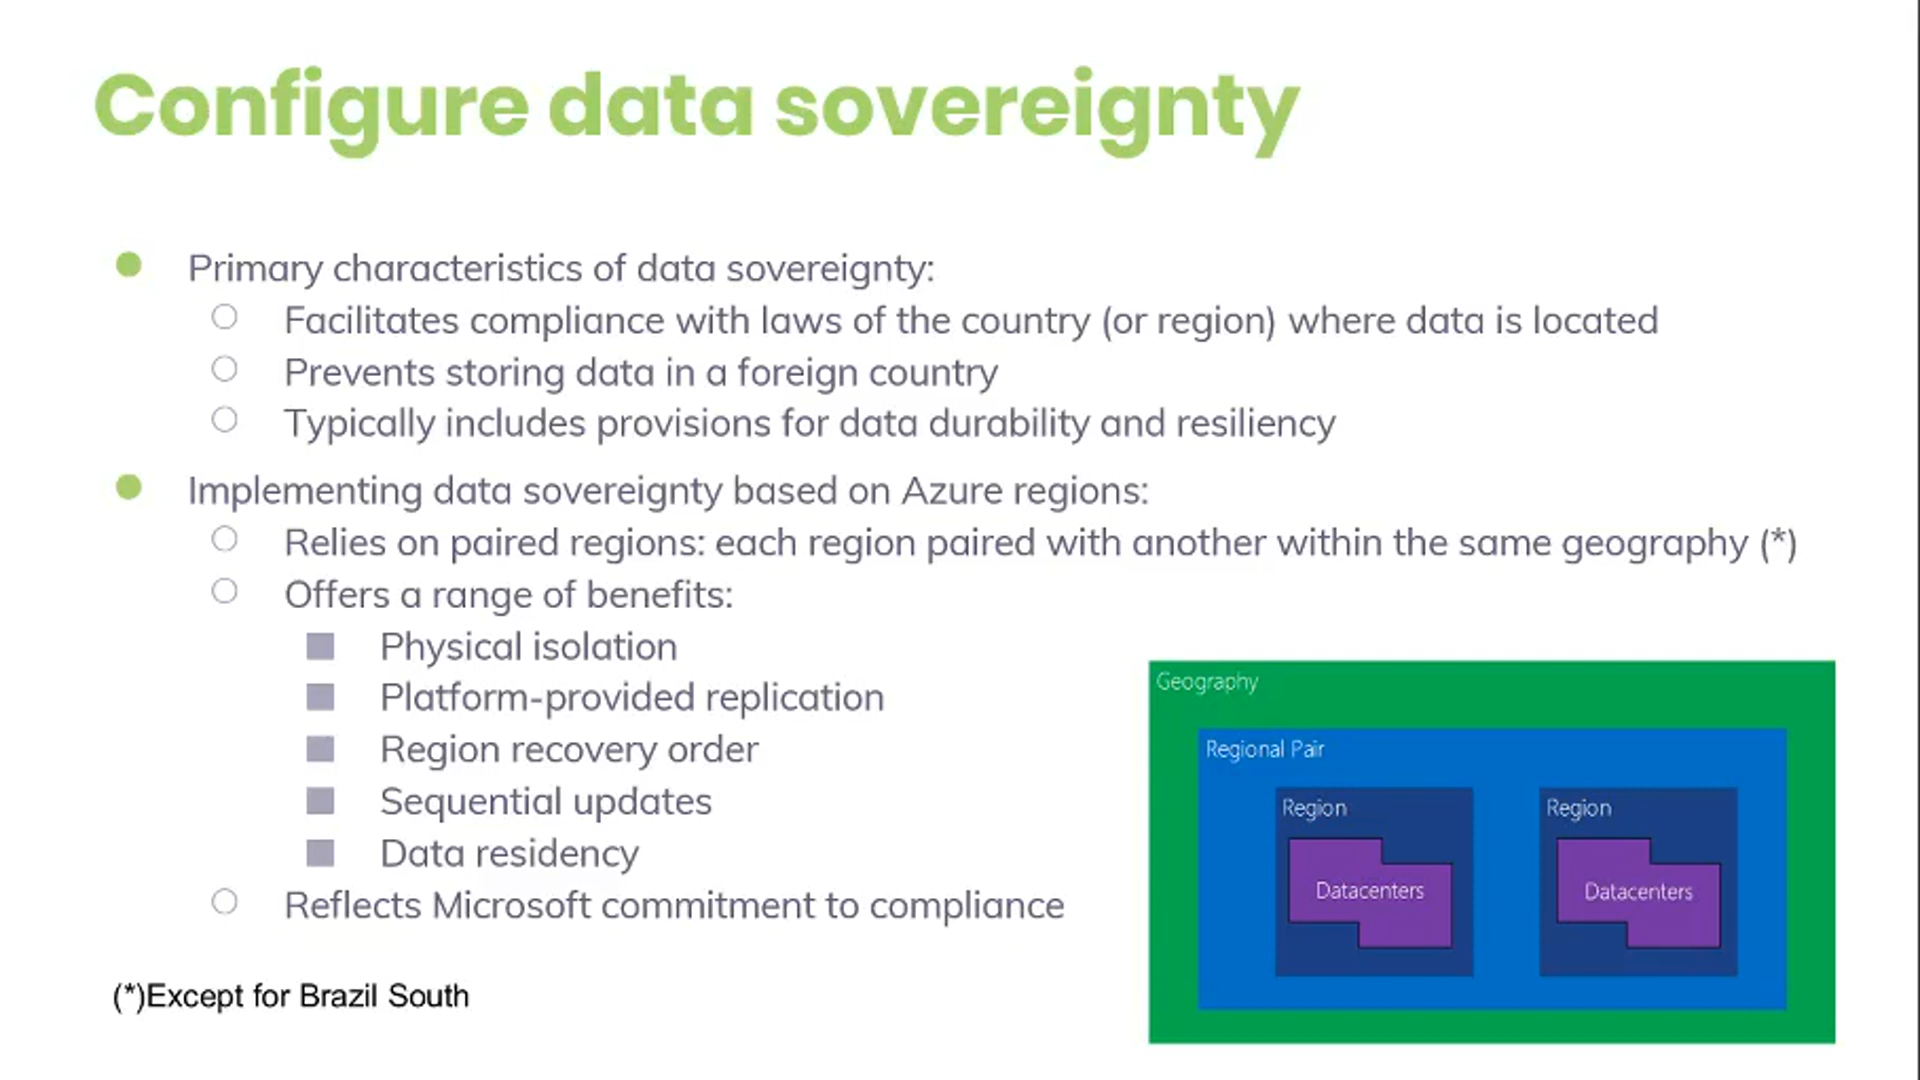 Configure data sovereignty
Primary characteristics of data sovereignty:
Facilitates compliance with laws of the country (or region) where data is located
Prevents storing data in a foreign country
Typically includes provisions for data durability and resiliency
Implementing data sovereignty based on Azure regions:
Relies on paired regions: each region paired with another within the same geography (*)
Offers a range of benefits:
Physical isolation
Platform-provided replication
Region recovery order
Sequential updates
Data residency
Reflects Microsoft commitment to compliance
(*)Except for Brazil South
Geography
Regional Pair
Region
Datacenters
Region
Datacenters